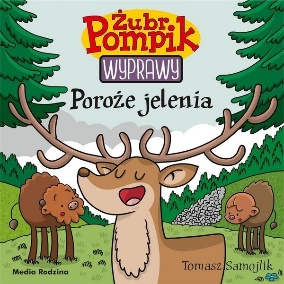 Żubr
Pompik
WYPRAWY
Poroże jelenia
Tomasz Samojlik
Media Rodzina